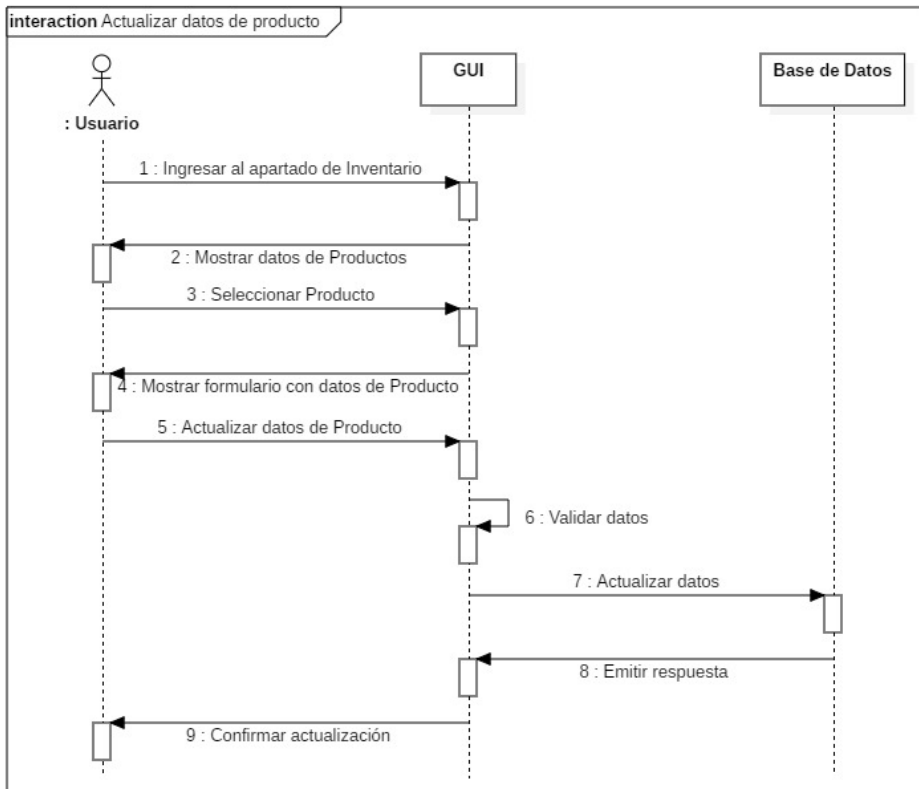 interaction Actualizar datos de producto
GUI
Base de Datos
: Usuario
1 : Ingresar al apartado de Inventario
2 : Mostrar datos de Productos
3 : Seleccionar Producto
4 : Mostrar formulario con datos de Producto
5 : Actualizar datos de Producto
6 : Validar datos
7 : Actualizar datos
8 : Emitir respuesta
9 : Confirmar actualización